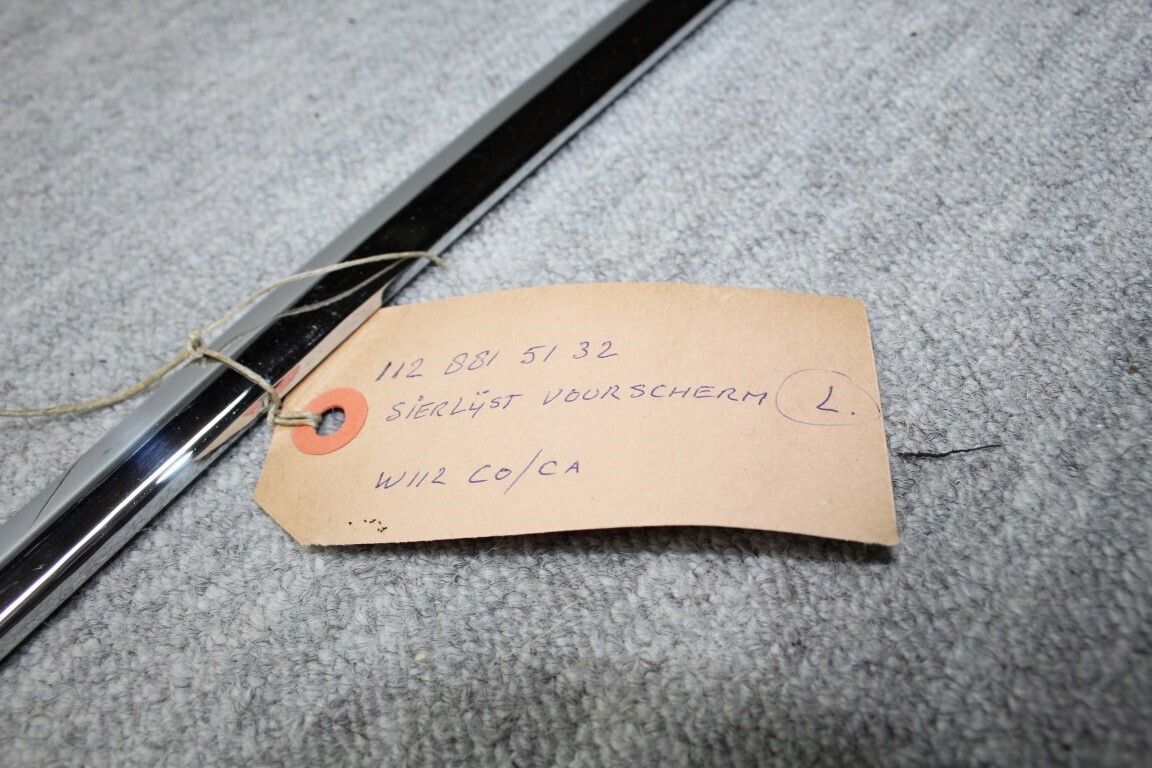 112 881 51 32
SIERLIJST VOORSCHERM L.
W112 CO/CA